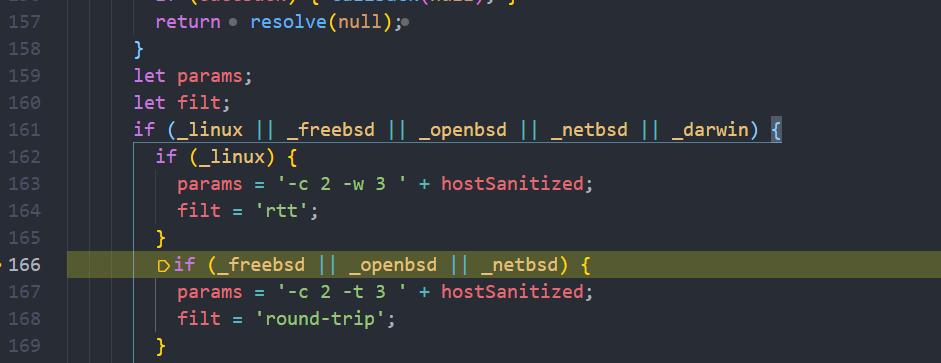 157 return resolve(null);
158 }
159 let params;
160 let filt;
161 if (_linux || _freebsd || _openbsd || _netbsd || _darwin) {
162 if (_linux) {
163 params = '-c 2 -w 3 ' + hostSanitized;
164 filt = 'rtt';
165 }
166 if (_freebsd || _openbsd || _netbsd) {
167 params = '-c 2 -t 3 ' + hostSanitized;
168 filt = 'round-trip';
169 }